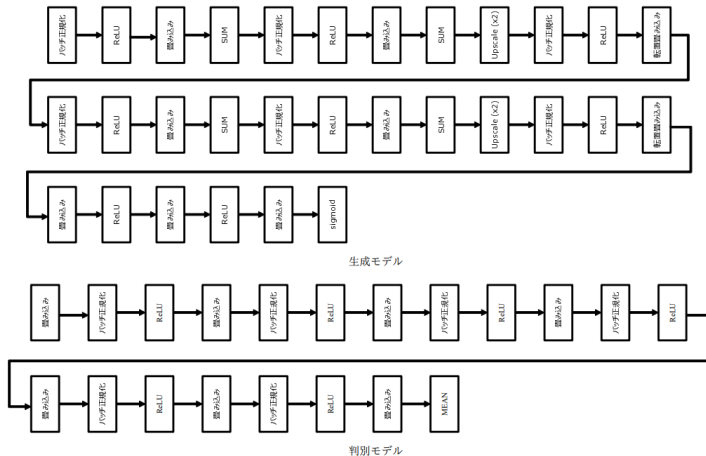 バッチ正規化 ReLU 畳み込み SUM バッチ正規化 ReLU 畳み込み SUM Upscale (x2) バッチ正規化 ReLU 転置畳み込み
バッチ正規化 ReLU 畳み込み SUM バッチ正規化 ReLU 畳み込み SUM Upscale (x2) バッチ正規化 ReLU 転置畳み込み
畳み込み ReLU 畳み込み ReLU 畳み込み sigmoid
生成モデル
畳み込み バッチ正規化 ReLU 畳み込み バッチ正規化 ReLU 畳み込み バッチ正規化 ReLU 畳み込み バッチ正規化 ReLU
畳み込み バッチ正規化 ReLU 畳み込み バッチ正規化 ReLU 畳み込み MEAN
判別モデル